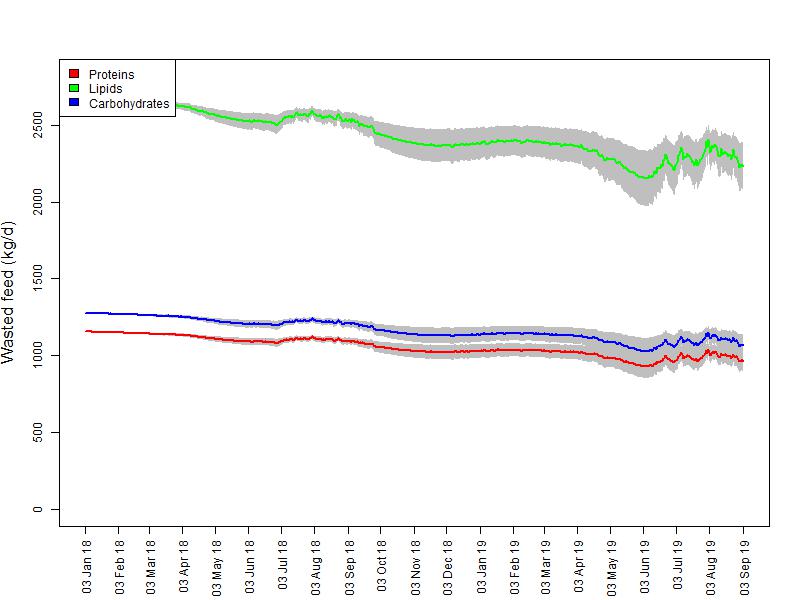 Proteins
Lipids
Carbohydrates
Wasted feed (kg/d)
2500
2000
1500
1000
500
0
03 Jan 18
03 Feb 18
03 Mar 18
03 Apr 18
03 May 18
03 Jun 18
03 Jul 18
03 Aug 18
03 Sep 18
03 Oct 18
03 Nov 18
03 Dec 18
03 Jan 19
03 Feb 19
03 Mar 19
03 Apr 19
03 May 19
03 Jun 19
03 Jul 19
03 Aug 19
03 Sep 19